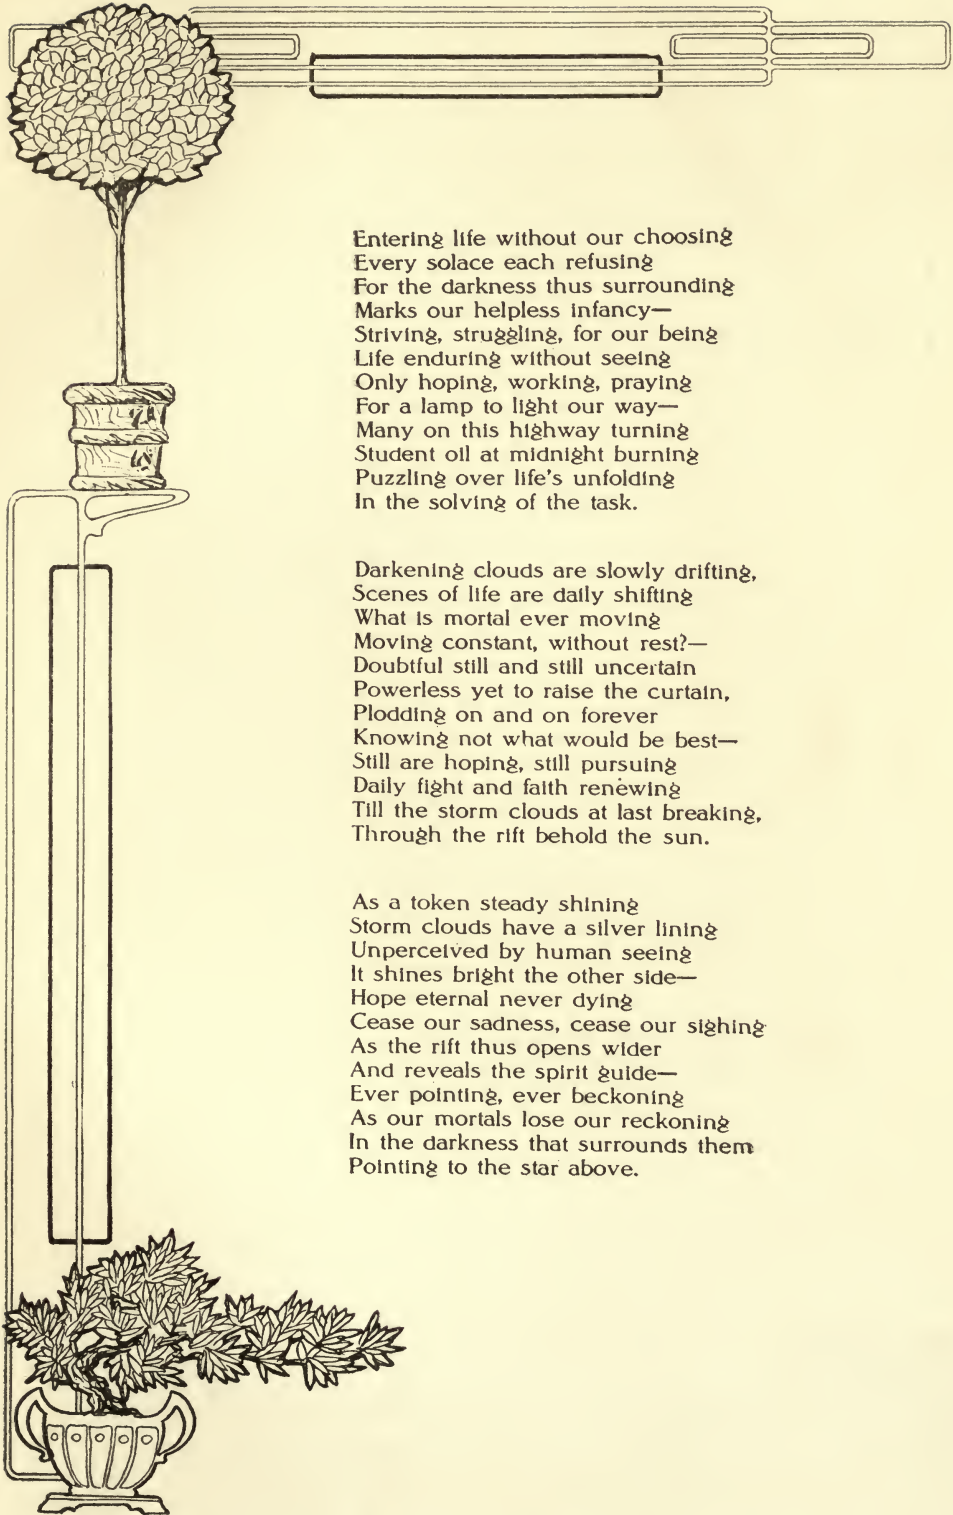 Entering life without our choosing
Every solace each refusing
For the darkness thus surrounding
Marks our helpless infancy—
Striving, struggling, for our being
Life enduring without seeing
Only hoping, working, praying
For a lamp to light our way—
Many on this highway turning
Student oil at midnight burning
Puzzling over life's unfolding
In the solving of the task.

Darkening clouds are slowly drifting,
Scenes of life are daily shifting
What is mortal ever moving
Moving constant, without rest?—
Doubtful still and still uncertain
Powerless yet to raise the curtain,
Plodding on and on forever
Knowing not what would be best—
Still are hoping, still pursuing
Daily fight and faith renewing
Till the storm clouds at last breaking,
Through the rift behold the sun.

As a token steady shining
Storm clouds have a silver lining
Unperceived by human seeing
It shines bright the other side—
Hope eternal never dying
Cease our sadness, cease our sighing
As the rift thus opens wider
And reveals the spirit guide—
Ever pointing, ever beckoning
As our mortals lose our reckoning
In the darkness that surrounds them
Pointing to the star above.